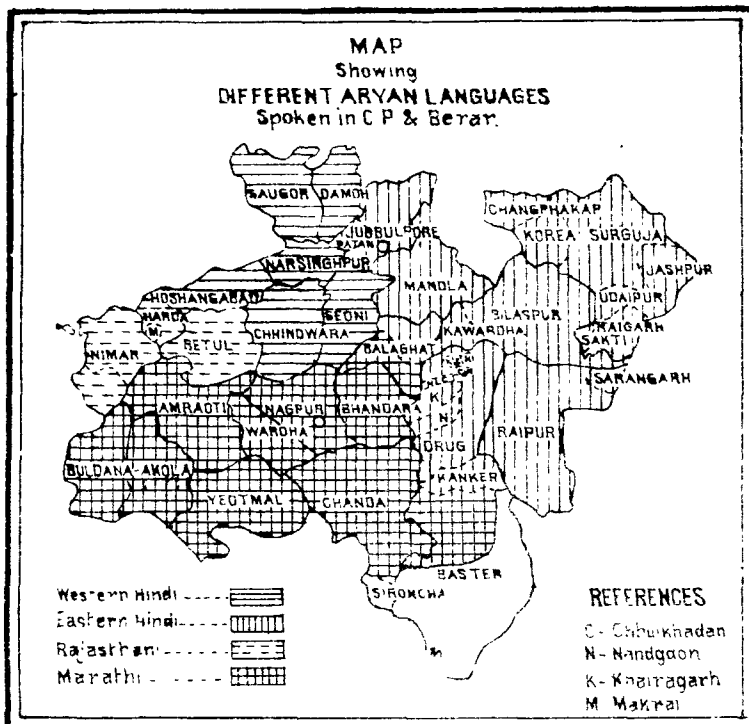 MAP
Showing
DIFFERENT ARYAN LANGUAGES
Spoken in C P & Berar.
SAUGOR DAMOH
JUBBULPORE
PATAN
CHANGPHAKAP
KOREA SURGUJA
JASHPUR
NARSINGHPUR
MANDLA
HOSHANGABAD
UDAIPUR
HARDA
M
SEONI
BILASPUR
RAIGARH
NIMAR
BETUL
CHHINDWARA
KAWARDHA
SAKTI
BALAGHAT
SARANGARH
AMRAOTI
NAGPUR
BHANDARA
K
N
WARDHA
DRUG
RAIPUR
BULDANA-AKOLA
KANKER
YEOTMAL
CHANDA
BASTER
SIRONCHA
Western Hindi
Eastern Hindi
Rajasthani
Marathi
REFERENCES
C - Chhuikhadan
N - Nandgaon
K - Khairagarh
M Makrai